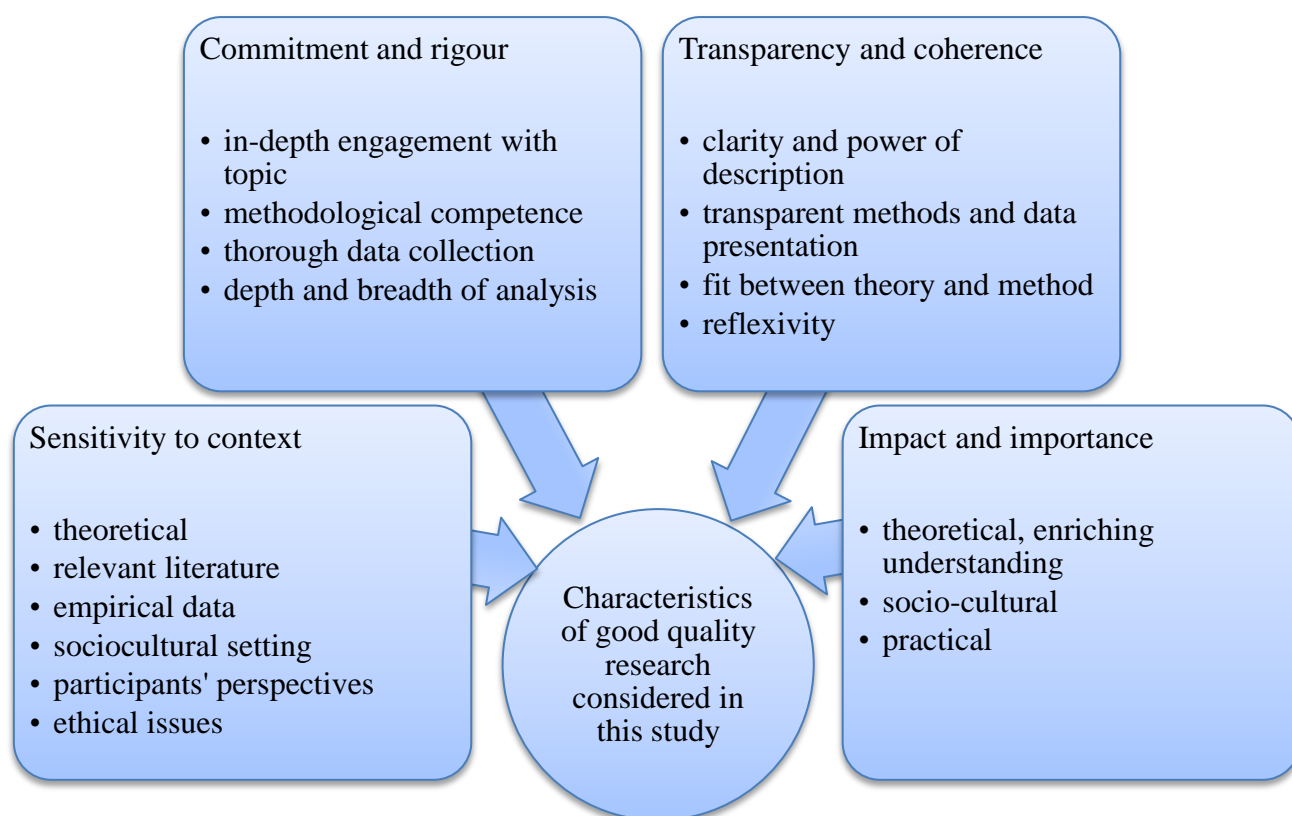 Commitment and rigour
• in-depth engagement with
topic
• methodological competence
• thorough data collection
• depth and breadth of analysis
Transparency and coherence
• clarity and power of
description
• transparent methods and data
presentation
• fit between theory and method
• reflexivity
Sensitivity to context
• theoretical
• relevant literature
• empirical data
• sociocultural setting
• participants' perspectives
• ethical issues
Impact and importance
• theoretical, enriching
understanding
• socio-cultural
• practical
Characteristics
of good quality
research
considered in
this study